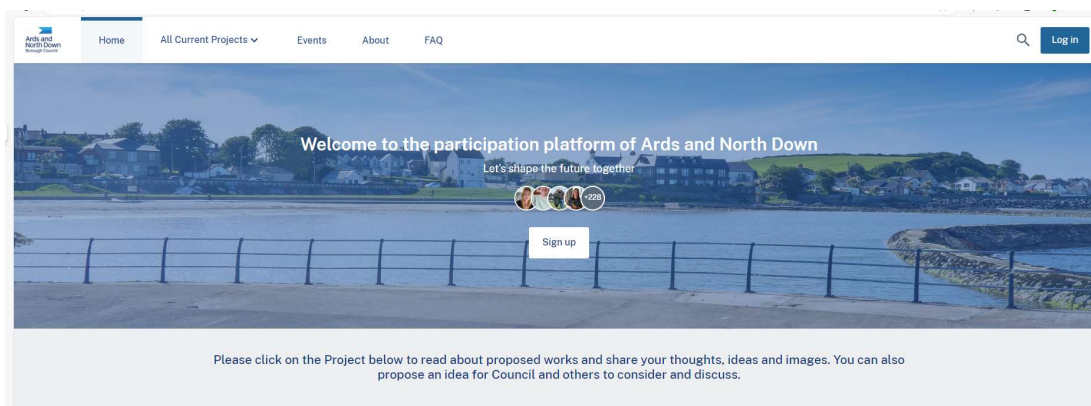 Ards and
North Down
Borough Council
Home
All Current Projects
Events
About
FAQ
Log in
Welcome to the participation platform of Ards and North Down
Let's shape the future together
+228
Sign up
Please click on the Project below to read about proposed works and share your thoughts, ideas and images. You can also
propose an idea for Council and others to consider and discuss.